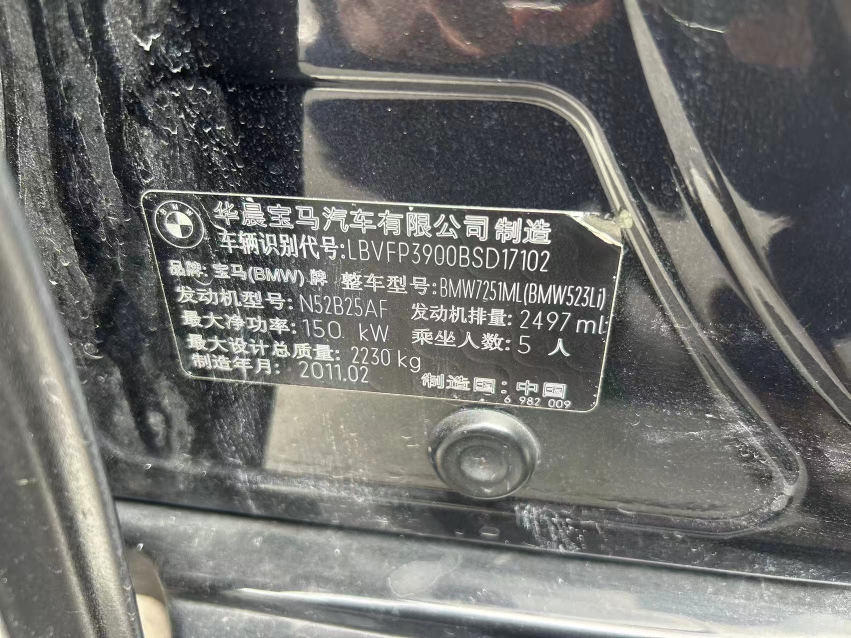 BMW
华晨宝马汽车有限公司制造
车辆识别代号:LBVFP3900BSD17102
品牌: 宝马(BMW) 牌 整车型号:BMW7251ML(BMW523Li)
发动机型号: N52B25AF 发动机排量: 2497 ml
最大净功率: 150 kW 乘坐人数: 5 人
最大设计总质量: 2230 kg
制造年月: 2011.02 制造国: 中国
6 982 009